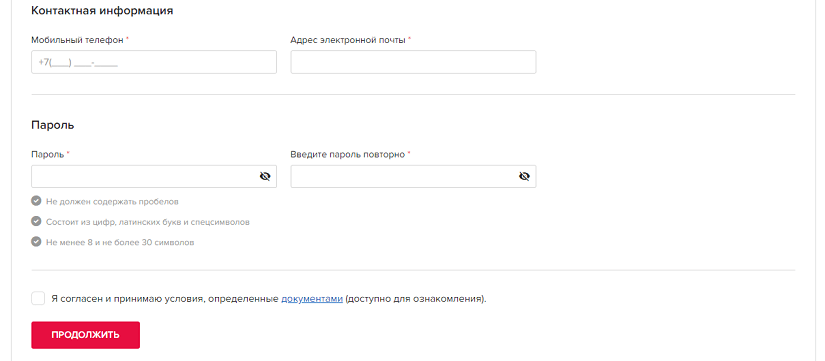 Контактная информация
Мобильный телефон * Адрес электронной почты *
+7(___) ___-____
Пароль
Пароль * Введите пароль повторно *
Не должен содержать пробелов
Состоит из цифр, латинских букв и спецсимволов
Не менее 8 и не более 30 символов
Я согласен и принимаю условия, определенные документами (доступно для ознакомления).
ПРОДОЛЖИТЬ